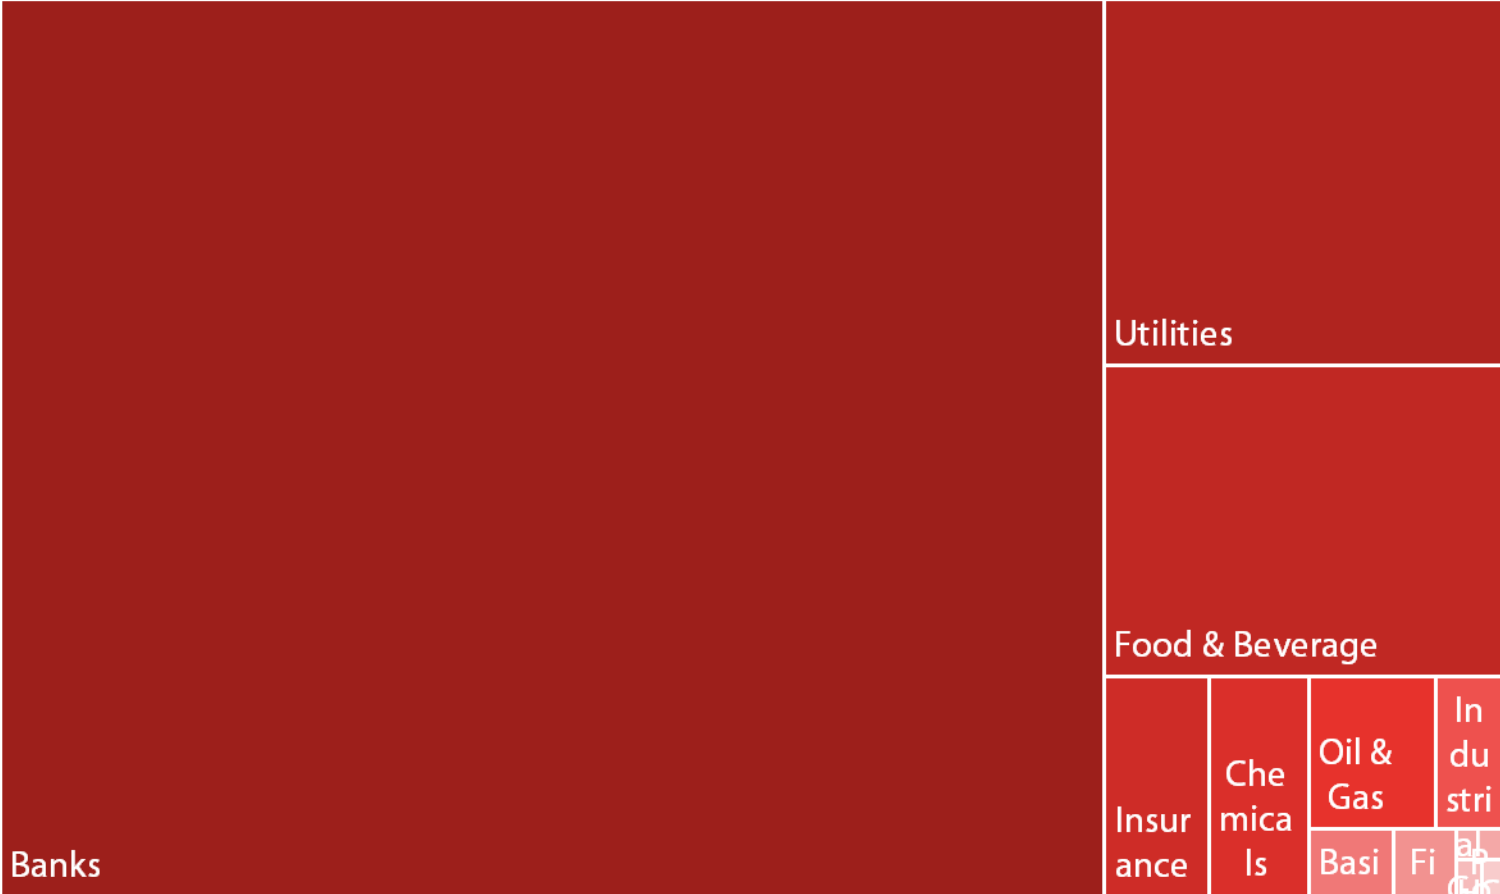 Utilities
Food & Beverage
Banks
Insur
ance
Che
mica
ls
Oil &
Gas
In
du
stri
Basi
Fi